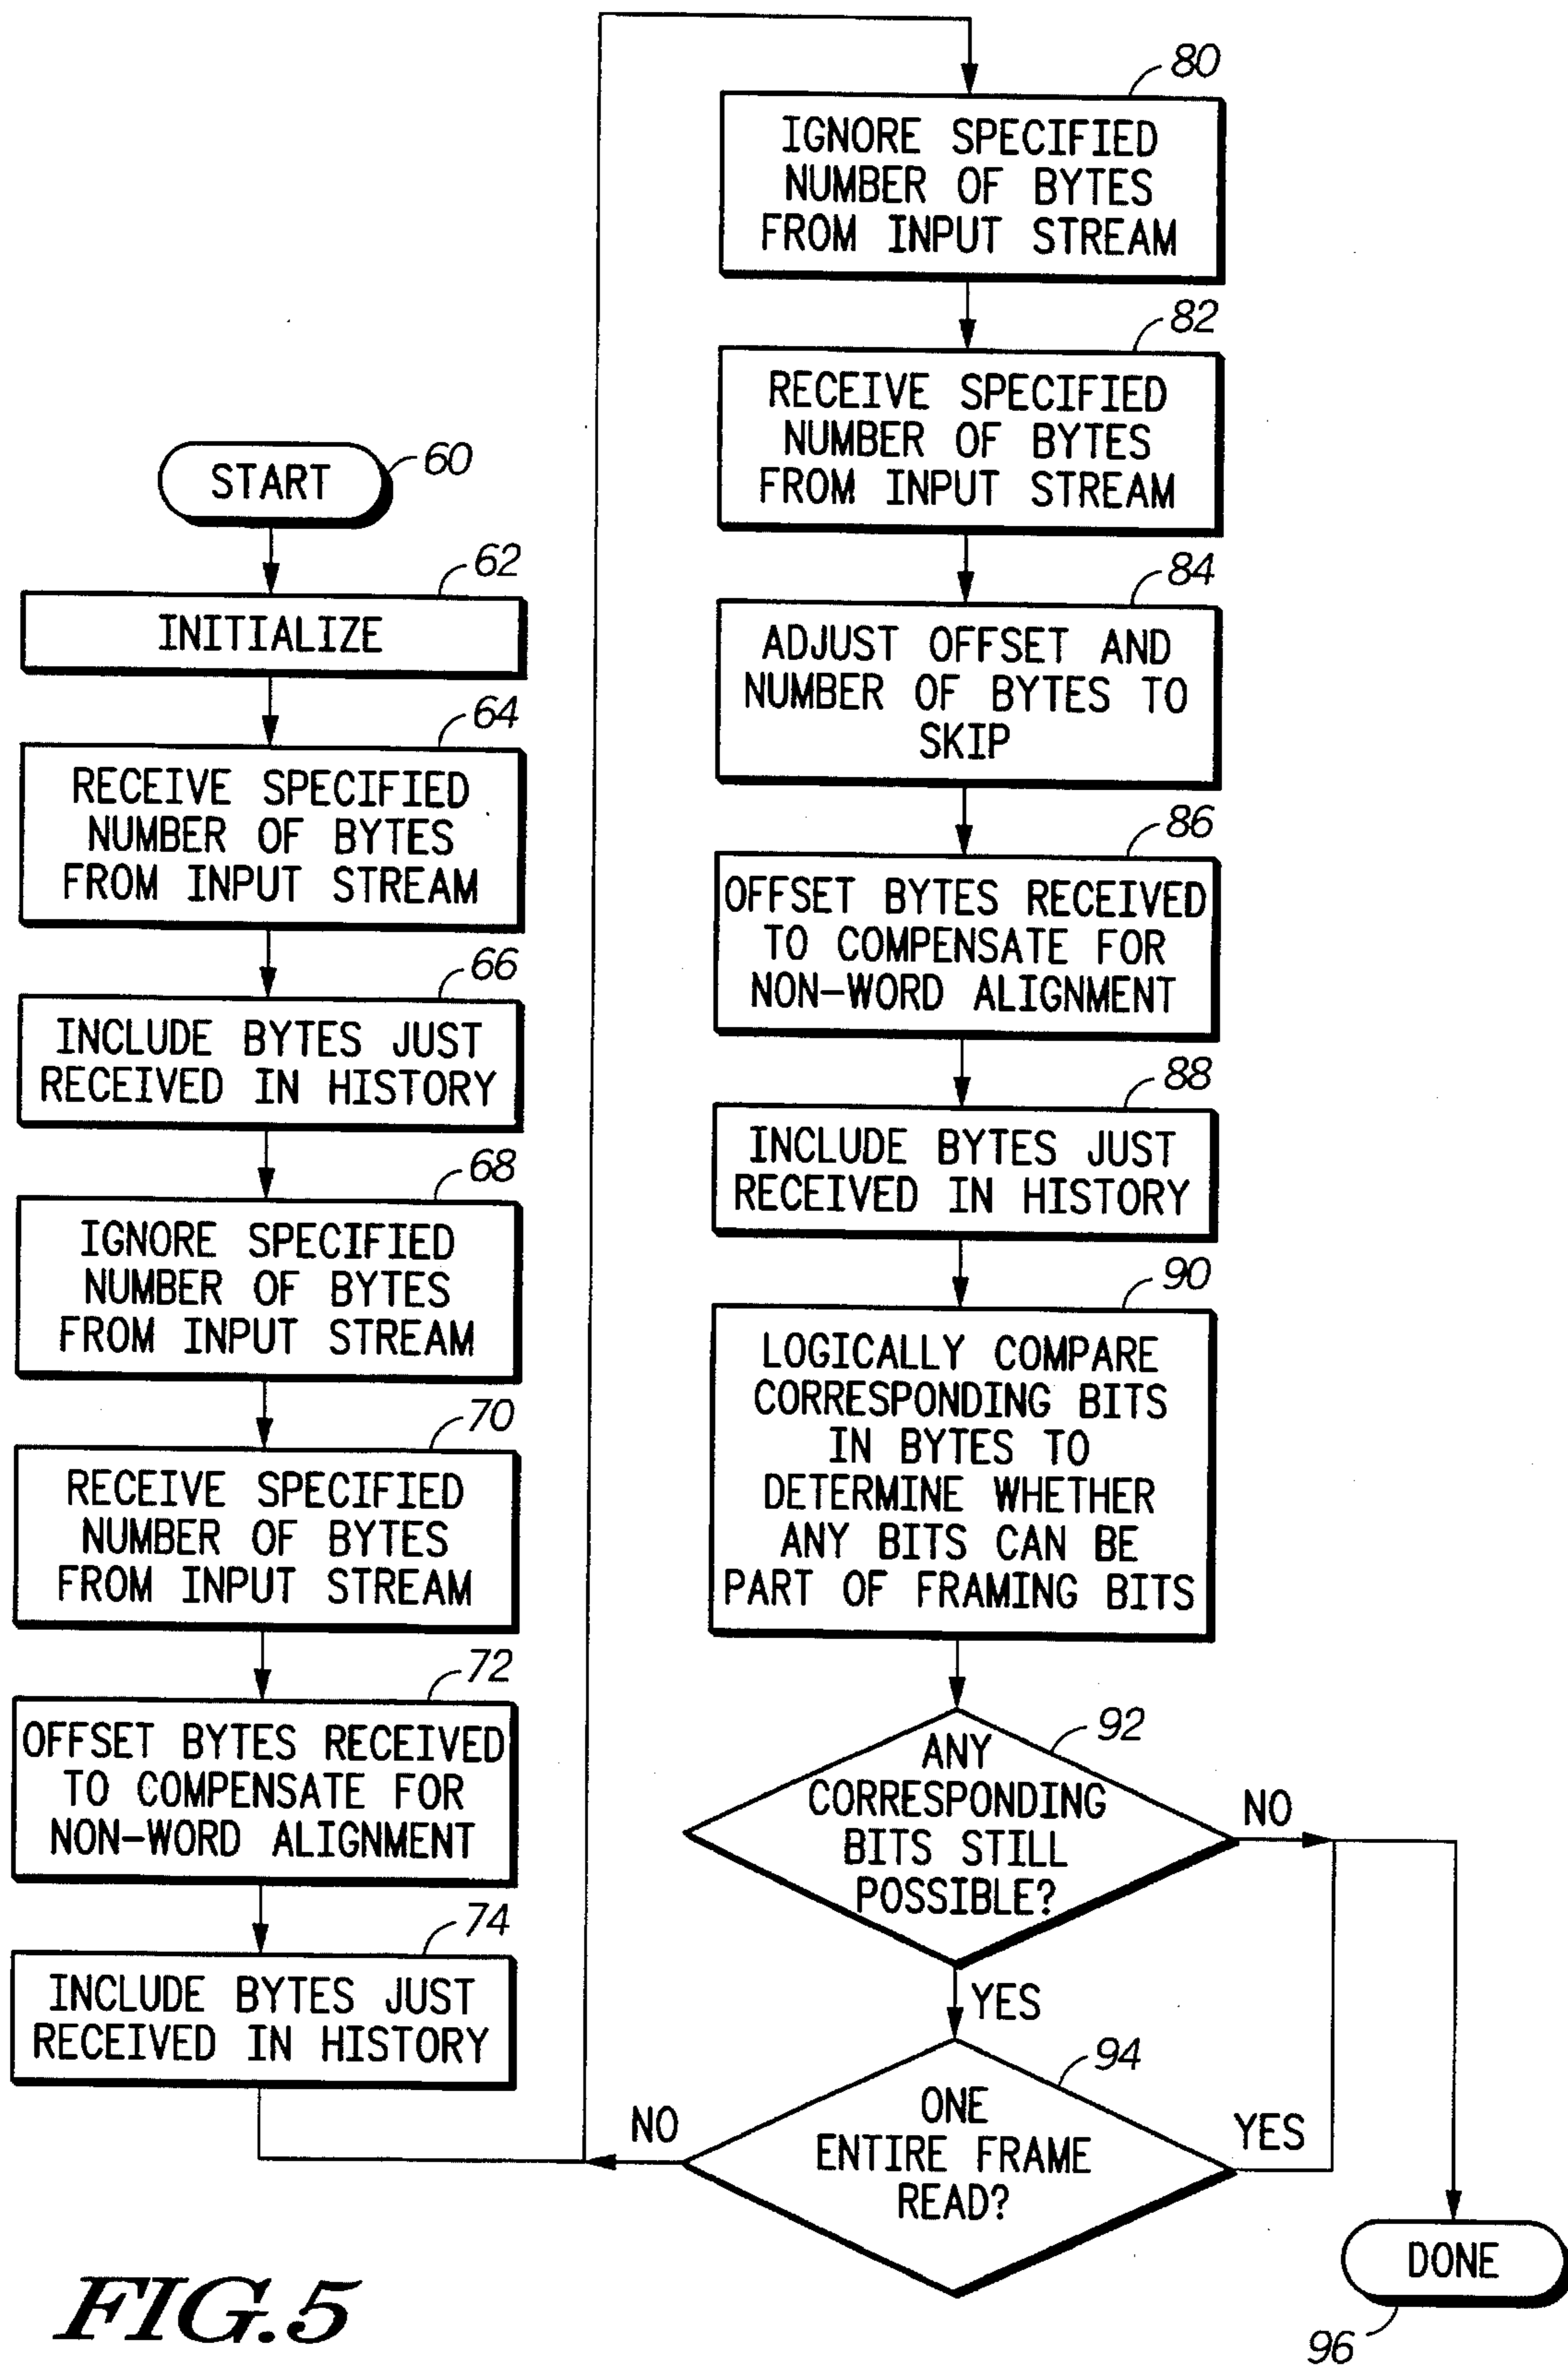 START
60
62
INITIALIZE
64
RECEIVE SPECIFIED
NUMBER OF BYTES
FROM INPUT STREAM
66
INCLUDE BYTES JUST
RECEIVED IN HISTORY
68
IGNORE SPECIFIED
NUMBER OF BYTES
FROM INPUT STREAM
70
RECEIVE SPECIFIED
NUMBER OF BYTES
FROM INPUT STREAM
72
OFFSET BYTES RECEIVED
TO COMPENSATE FOR
NON-WORD ALIGNMENT
74
INCLUDE BYTES JUST
RECEIVED IN HISTORY
80
IGNORE SPECIFIED
NUMBER OF BYTES
FROM INPUT STREAM
82
RECEIVE SPECIFIED
NUMBER OF BYTES
FROM INPUT STREAM
84
ADJUST OFFSET AND
NUMBER OF BYTES TO
SKIP
86
OFFSET BYTES RECEIVED
TO COMPENSATE FOR
NON-WORD ALIGNMENT
88
INCLUDE BYTES JUST
RECEIVED IN HISTORY
90
LOGICALLY COMPARE
CORRESPONDING BITS
IN BYTES TO
DETERMINE WHETHER
ANY BITS CAN BE
PART OF FRAMING BITS
92
ANY
CORRESPONDING
BITS STILL
POSSIBLE?
NO
YES
94
ONE
ENTIRE FRAME
READ?
NO
YES
DONE
96
FIG.5